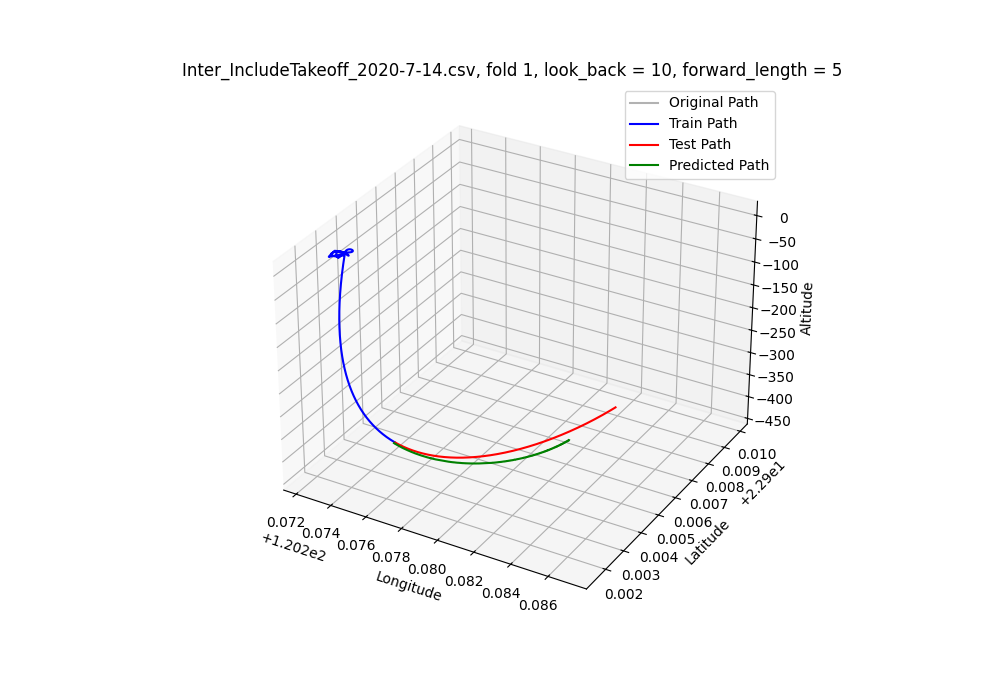 Inter_IncludeTakeoff_2020-7-14.csv, fold 1, look_back = 10, forward_length = 5
Original Path
Train Path
Test Path
Predicted Path
0
−50
−100
−150
−200
−250
−300
−350
−400
−450
Altitude
0.010
0.009
0.008
0.007
0.006
0.005
0.004
0.003
0.002
+2.29e1
Latitude
0.072
0.074
0.076
0.078
0.080
0.082
0.084
0.086
+1.202e2
Longitude